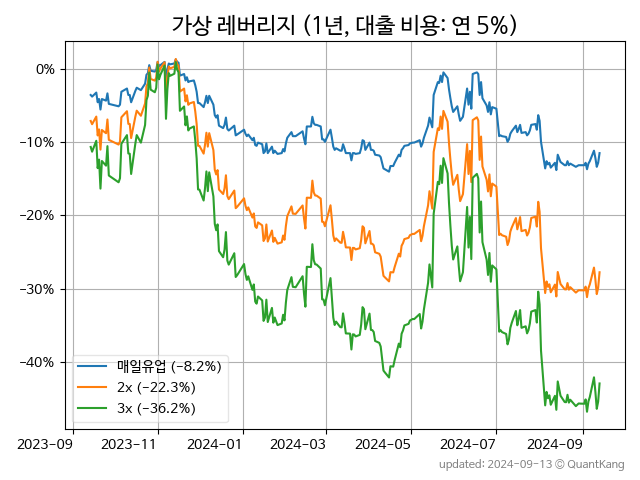 가상 레버리지 (1년, 대출 비용: 연 5%)
0%
−10%
−20%
−30%
−40%
매일유업 (−8.2%)
2x (−22.3%)
3x (−36.2%)
2023−09 2023−11 2024−01 2024−03 2024−05 2024−07 2024−09
updated: 2024−09−13 ⓒ QuantKang